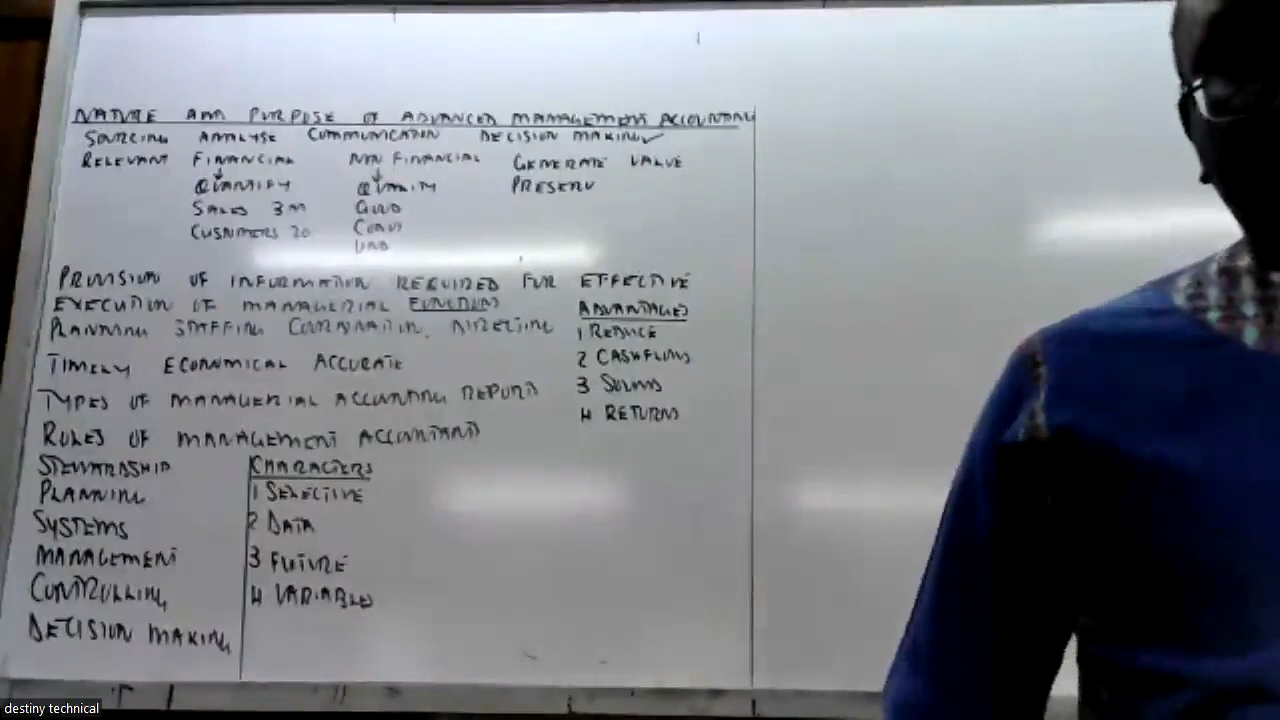 NATURE AND PURPOSE OF ADVANCED MANAGEMENT ACCOUNTING
SOURCING ANALYSE COMMUNICATION DECISION MAKING
RELEVANT FINANCIAL NON FINANCIAL GENERATE VALUE
QUANTIFY QUALITY PRESERV
SALES 3M
CUSTOMERS 20
PROVISION OF INFORMATION REQUIRED FOR EFFECTIVE
EXECUTION OF MANAGERIAL FUNCTIONS
PLANNING STAFFING COORDINATION, DIRECTING
TIMELY ECONOMICAL ACCURATE
TYPES OF MANAGERIAL ACCOUNTING REPORTS
ROLES OF MANAGEMENT ACCOUNTANTS
STEWARDSHIP
PLANNING
SYSTEMS
MANAGEMENT
CONTROLLING
DECISION MAKING
CHARACTERS
1 SELECTIVE
2 DATA
3 FUTURE
4 VARIABLES
ADVANTAGES
1 REDUCE
2 CASHFLOWS
3
4 RETURNS
destiny technical